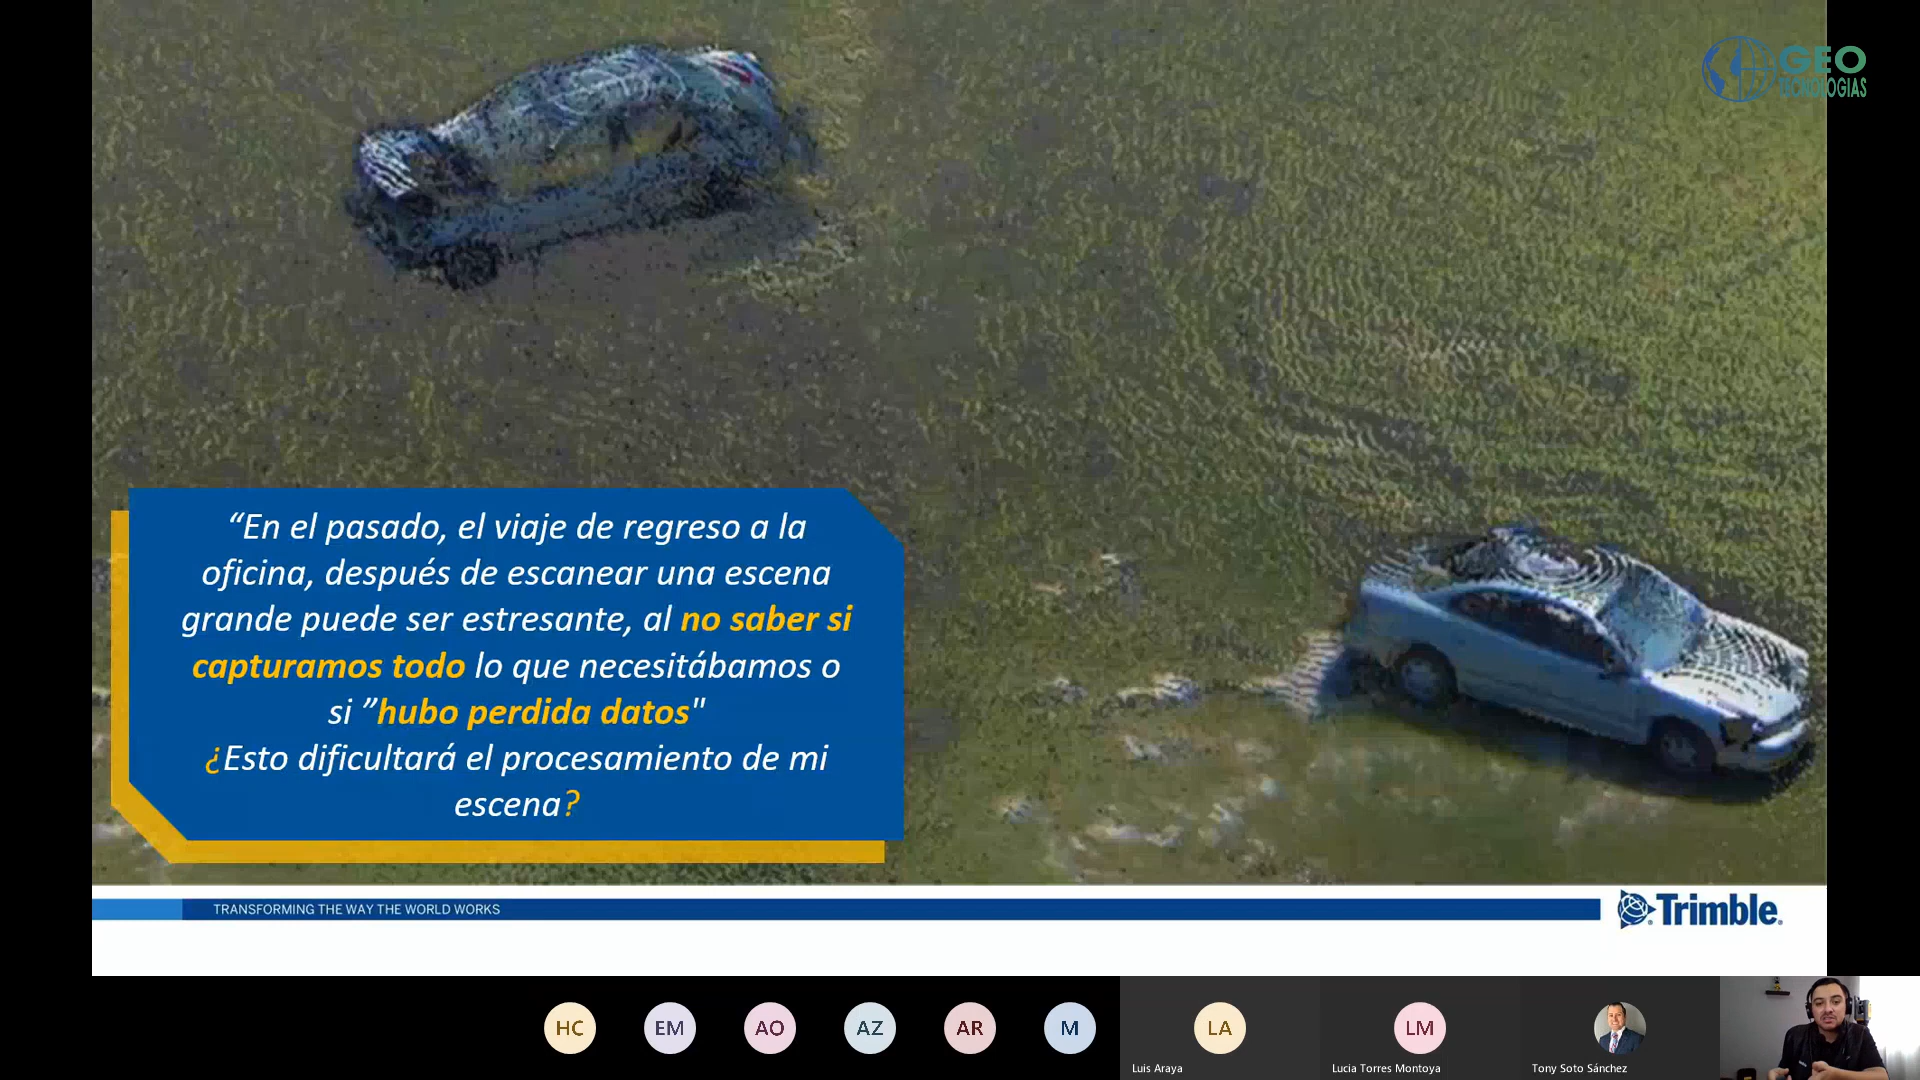 GEO
TECNOLOGIAS
“En el pasado, el viaje de regreso a la
oficina, después de escanear una escena
grande puede ser estresante, al no saber si
capturamos todo lo que necesitábamos o
si ”hubo perdida datos"
¿Esto dificultará el procesamiento de mi
escena?
TRANSFORMING THE WAY THE WORLD WORKS
Trimble
HC
EM
AO
AZ
AR
M
LA
LM
Luis Araya
Lucia Torres Montoya
Tony Soto Sánchez